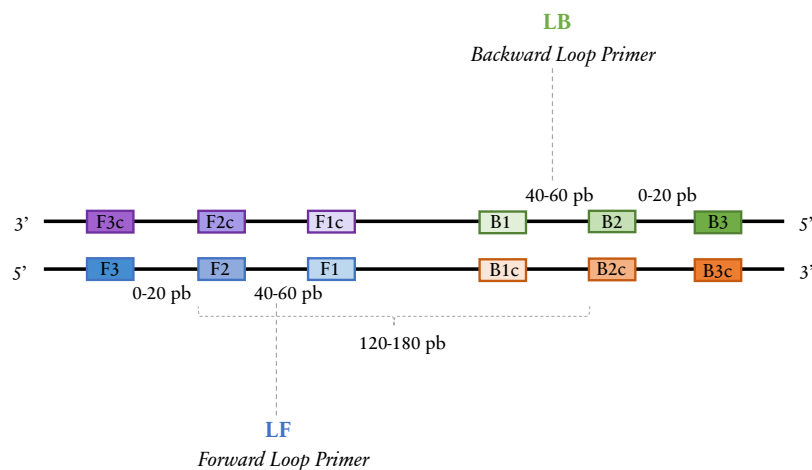 LB
Backward Loop Primer
40-60 pb 0-20 pb
3’ F3c F2c F1c B1 B2 B3 5’
5’ F3 F2 F1 B1c B2c B3c 3’
0-20 pb 40-60 pb
120-180 pb
LF
Forward Loop Primer